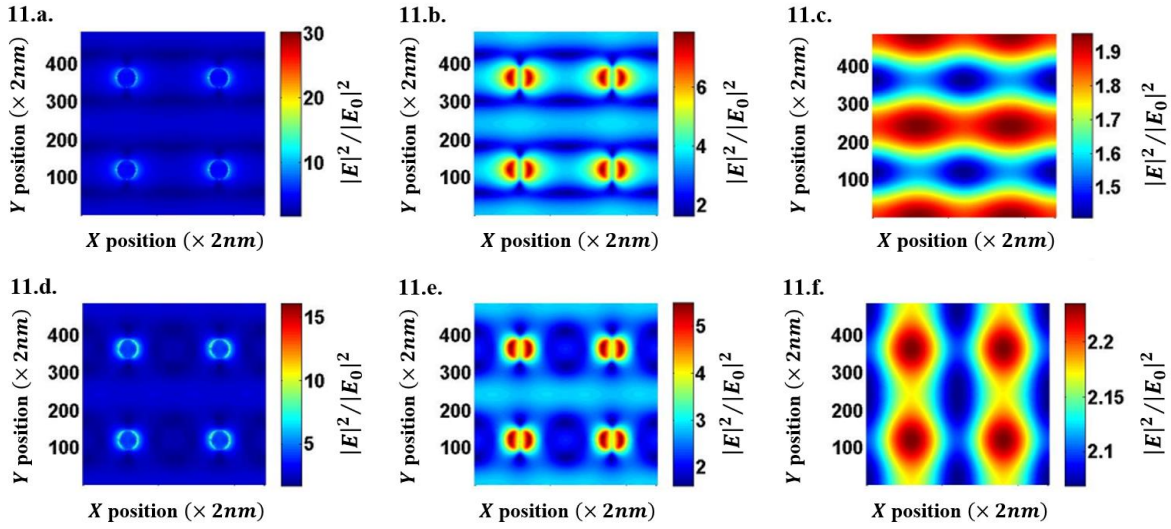 11.a.
Y position (× 2nm)
400
300
200
100
X position (× 2nm)
30
20
10
|E|²/|E₀|²
11.b.
Y position (× 2nm)
400
300
200
100
X position (× 2nm)
6
4
2
|E|²/|E₀|²
11.c.
Y position (× 2nm)
400
300
200
100
X position (× 2nm)
1.9
1.8
1.7
1.6
1.5
|E|²/|E₀|²
11.d.
Y position (× 2nm)
400
300
200
100
X position (× 2nm)
15
10
5
|E|²/|E₀|²
11.e.
Y position (× 2nm)
400
300
200
100
X position (× 2nm)
5
4
3
2
|E|²/|E₀|²
11.f.
Y position (× 2nm)
400
300
200
100
X position (× 2nm)
2.2
2.15
2.1
|E|²/|E₀|²